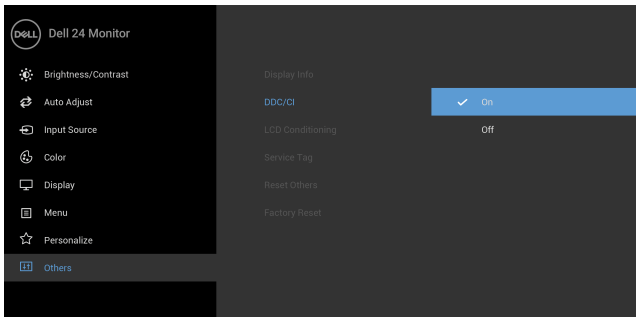 DELL Dell 24 Monitor
Brightness/Contrast Display Info
Auto Adjust DDC/CI On
Input Source LCD Conditioning Off
Color Service Tag
Display Reset Others
Menu Factory Reset
Personalize
Others